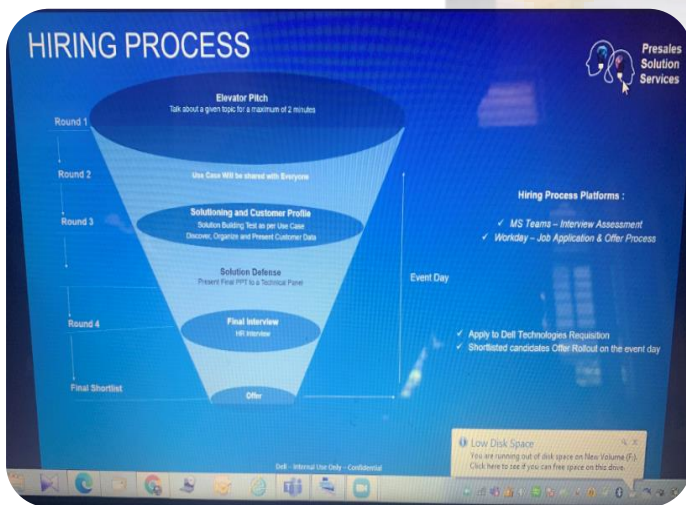 HIRING PROCESS
Presales
Solution
Services
Elevator Pitch
Talk about a given topic for a maximum of 2 minutes
Round 1
Round 2
Use Case Will be shared with Everyone
Round 3
Solutioning and Customer Profile
Solution Building Test as per Use Case
Discover, Organize and Present Customer Data
Hiring Process Platforms :
✓ MS Teams – Interview Assessment
✓ Workday – Job Application & Offer Process
Solution Defense
Present Final PPT to a Technical Panel
Event Day
Round 4
Final Interview
HR Interview
✓ Apply to Dell Technologies Requisition
✓ Shortlisted candidates Offer Rollout on the event day
Final Shortlist
Offer
Low Disk Space
You are running out of disk space on New Volume (F:).
Click here to see if you can free space on this drive.
Dell – Internal Use Only – Confidential